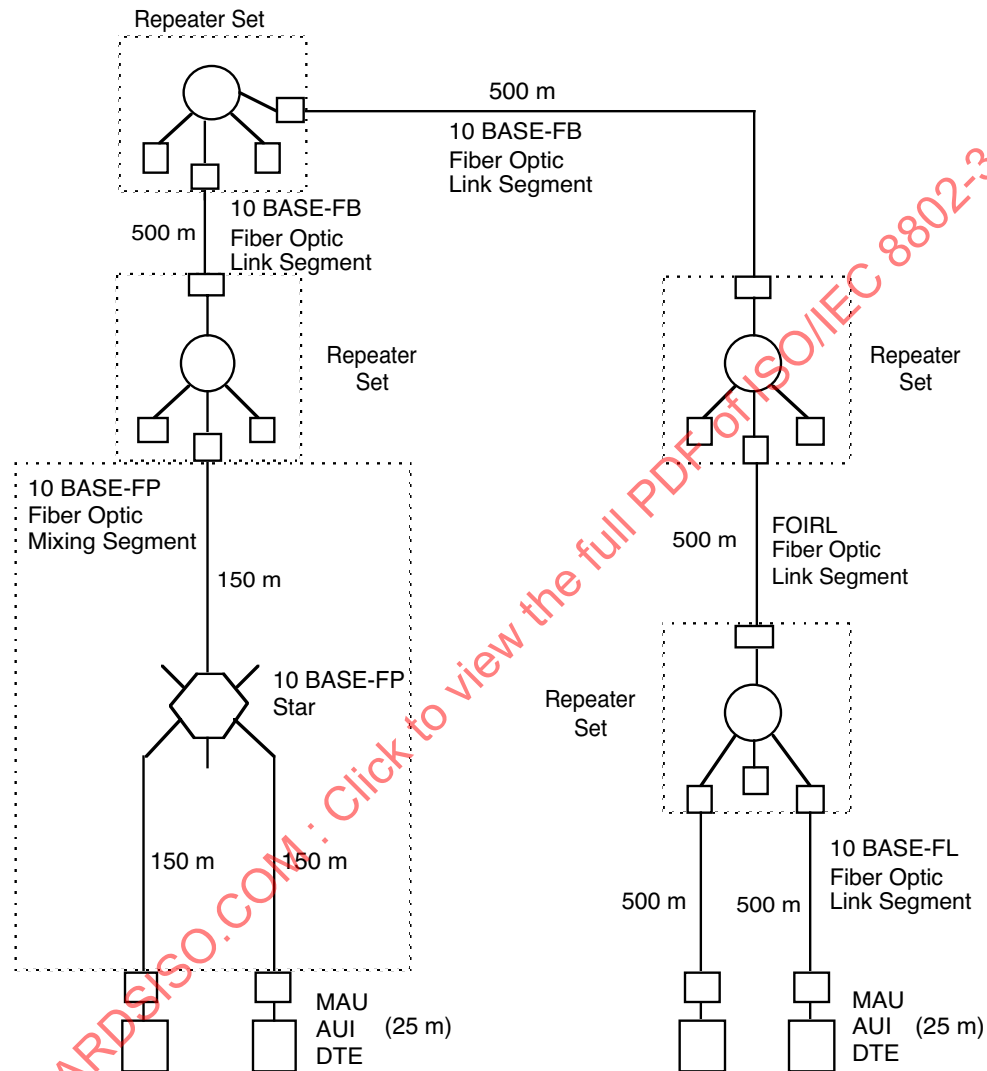 Repeater Set
500 m
10 BASE-FB
Fiber Optic
Link Segment
10 BASE-FB
Fiber Optic
Link Segment
500 m
Repeater
Set
Repeater
Set
10 BASE-FP
Fiber Optic
Mixing Segment
150 m
500 m
FOIRL
Fiber Optic
Link Segment
10 BASE-FP
Star
Repeater
Set
150 m
150 m
10 BASE-FL
Fiber Optic
Link Segment
500 m
500 m
MAU
AUI
DTE
(25 m)
MAU
AUI
DTE
(25 m)
ARDSISO.COM : Click to view the full PDF of ISO/IEC 8802-3